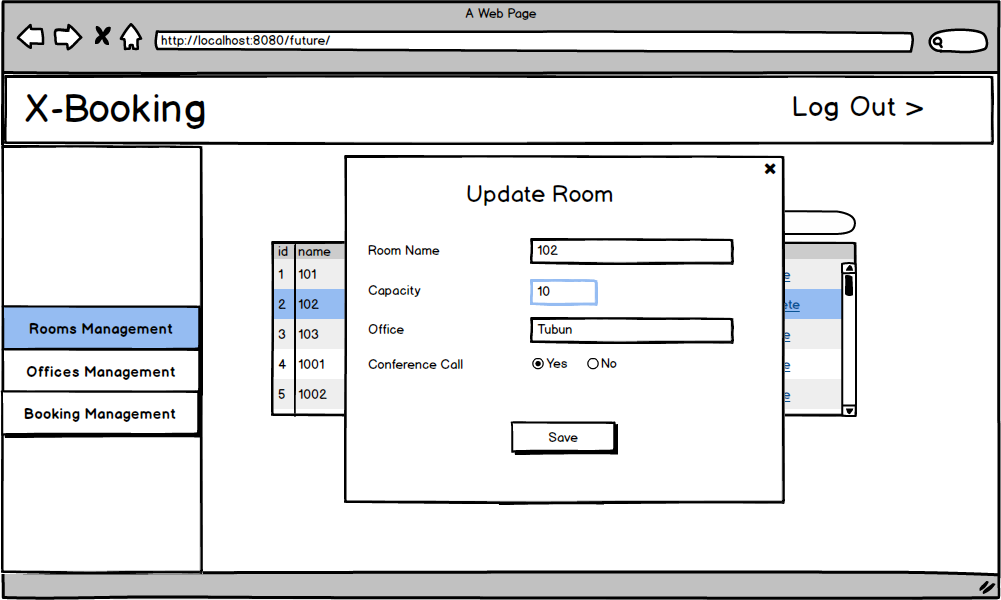 A Web Page
http://localhost:8080/future/
X-Booking
Log Out >
Rooms Management
Offices Management
Booking Management
id name
1 101
2 102
3 103
4 1001
5 1002
Update Room
Room Name 102
Capacity 10
Office Tubun
Conference Call Yes No
Save